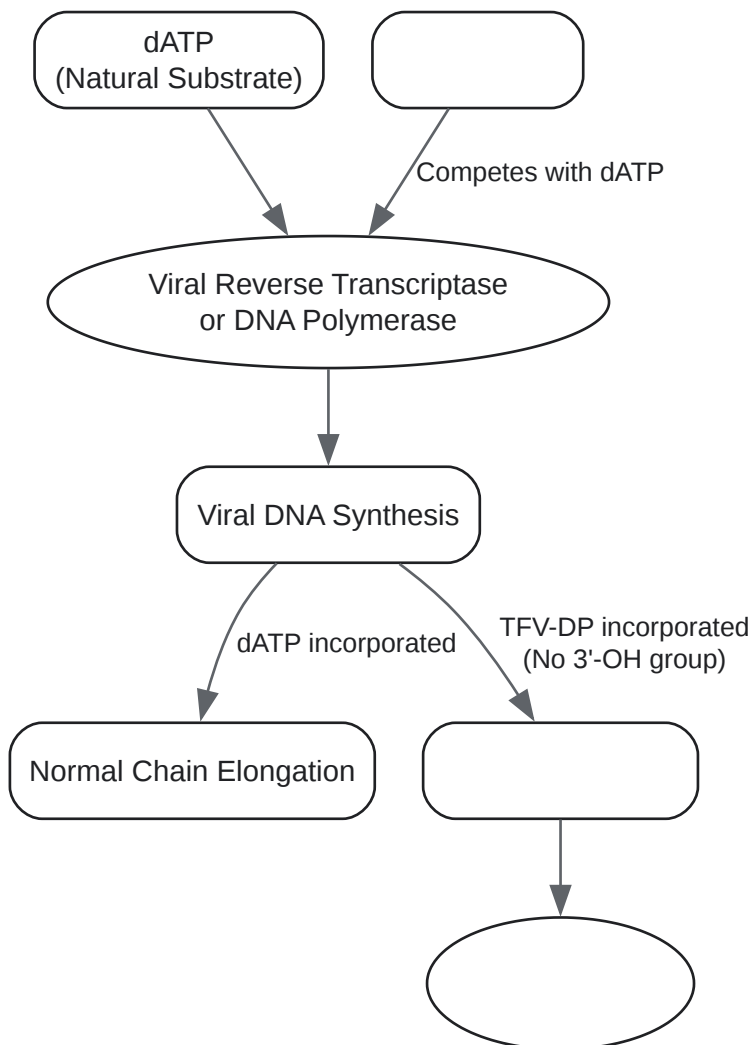 dATP
(Natural Substrate)
Competes with dATP
Viral Reverse Transcriptase
or DNA Polymerase
Viral DNA Synthesis
dATP incorporated
TFV-DP incorporated
(No 3'-OH group)
Normal Chain Elongation